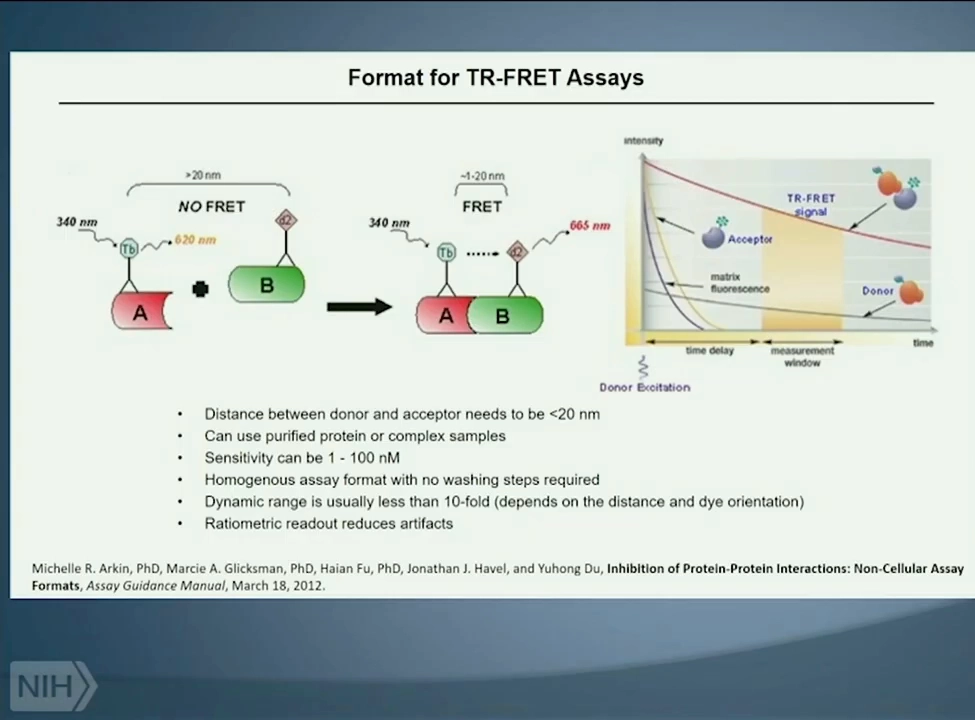 Format for TR-FRET Assays
>20 nm
NO FRET
340 nm
620 nm
Tb
d2
A
B
~1-20 nm
FRET
340 nm
665 nm
Tb
d2
A
B
intensity
TR-FRET
signal
Acceptor
matrix
fluorescence
Donor
time
time delay
measurement
window
Donor Excitation
• Distance between donor and acceptor needs to be <20 nm
• Can use purified protein or complex samples
• Sensitivity can be 1 - 100 nM
• Homogenous assay format with no washing steps required
• Dynamic range is usually less than 10-fold (depends on the distance and dye orientation)
• Ratiometric readout reduces artifacts
Michelle R. Arkin, PhD, Marcie A. Glicksman, PhD, Haian Fu, PhD, Jonathan J. Havel, and Yuhong Du, Inhibition of Protein-Protein Interactions: Non-Cellular Assay
Formats, Assay Guidance Manual, March 18, 2012.
NIH